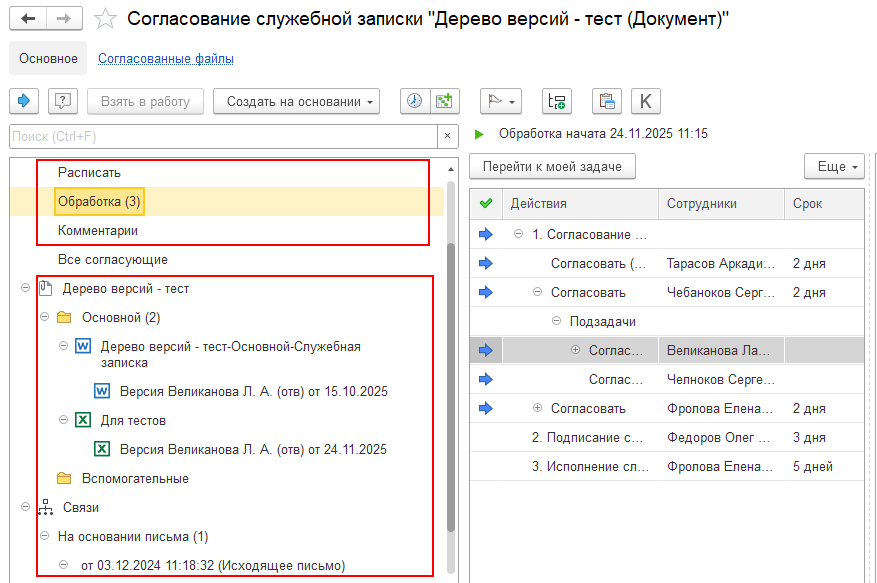 Согласование служебной записки "Дерево версий - тест (Документ)"
Основное Согласованные файлы
Взять в работу Создать на основании K
Поиск (Ctrl+F) ×
Обработка начата 24.11.2025 11:15
Расписать
Обработка (3)
Комментарии
Все согласующие
Дерево версий - тест
Основной (2)
Дерево версий - тест-Основной-Служебная
записка
Версия Великанова Л. А. (отв) от 15.10.2025
Для тестов
Версия Великанова Л. А. (отв) от 24.11.2025
Вспомогательные
Связи
На основании письма (1)
от 03.12.2024 11:18:32 (Исходящее письмо)
Перейти к моей задаче Еще
Действия Сотрудники Срок
1. Согласование ...
Согласовать (... Тарасов Аркади... 2 дня
Согласовать Чебаноков Серг... 2 дня
Подзадачи
Соглас... Великанова Ла...
Соглас... Челноков Серге...
Согласовать Фролова Елена... 2 дня
2. Подписание с... Федоров Олег ... 3 дня
3. Исполнение сл... Фролова Елена... 5 дней